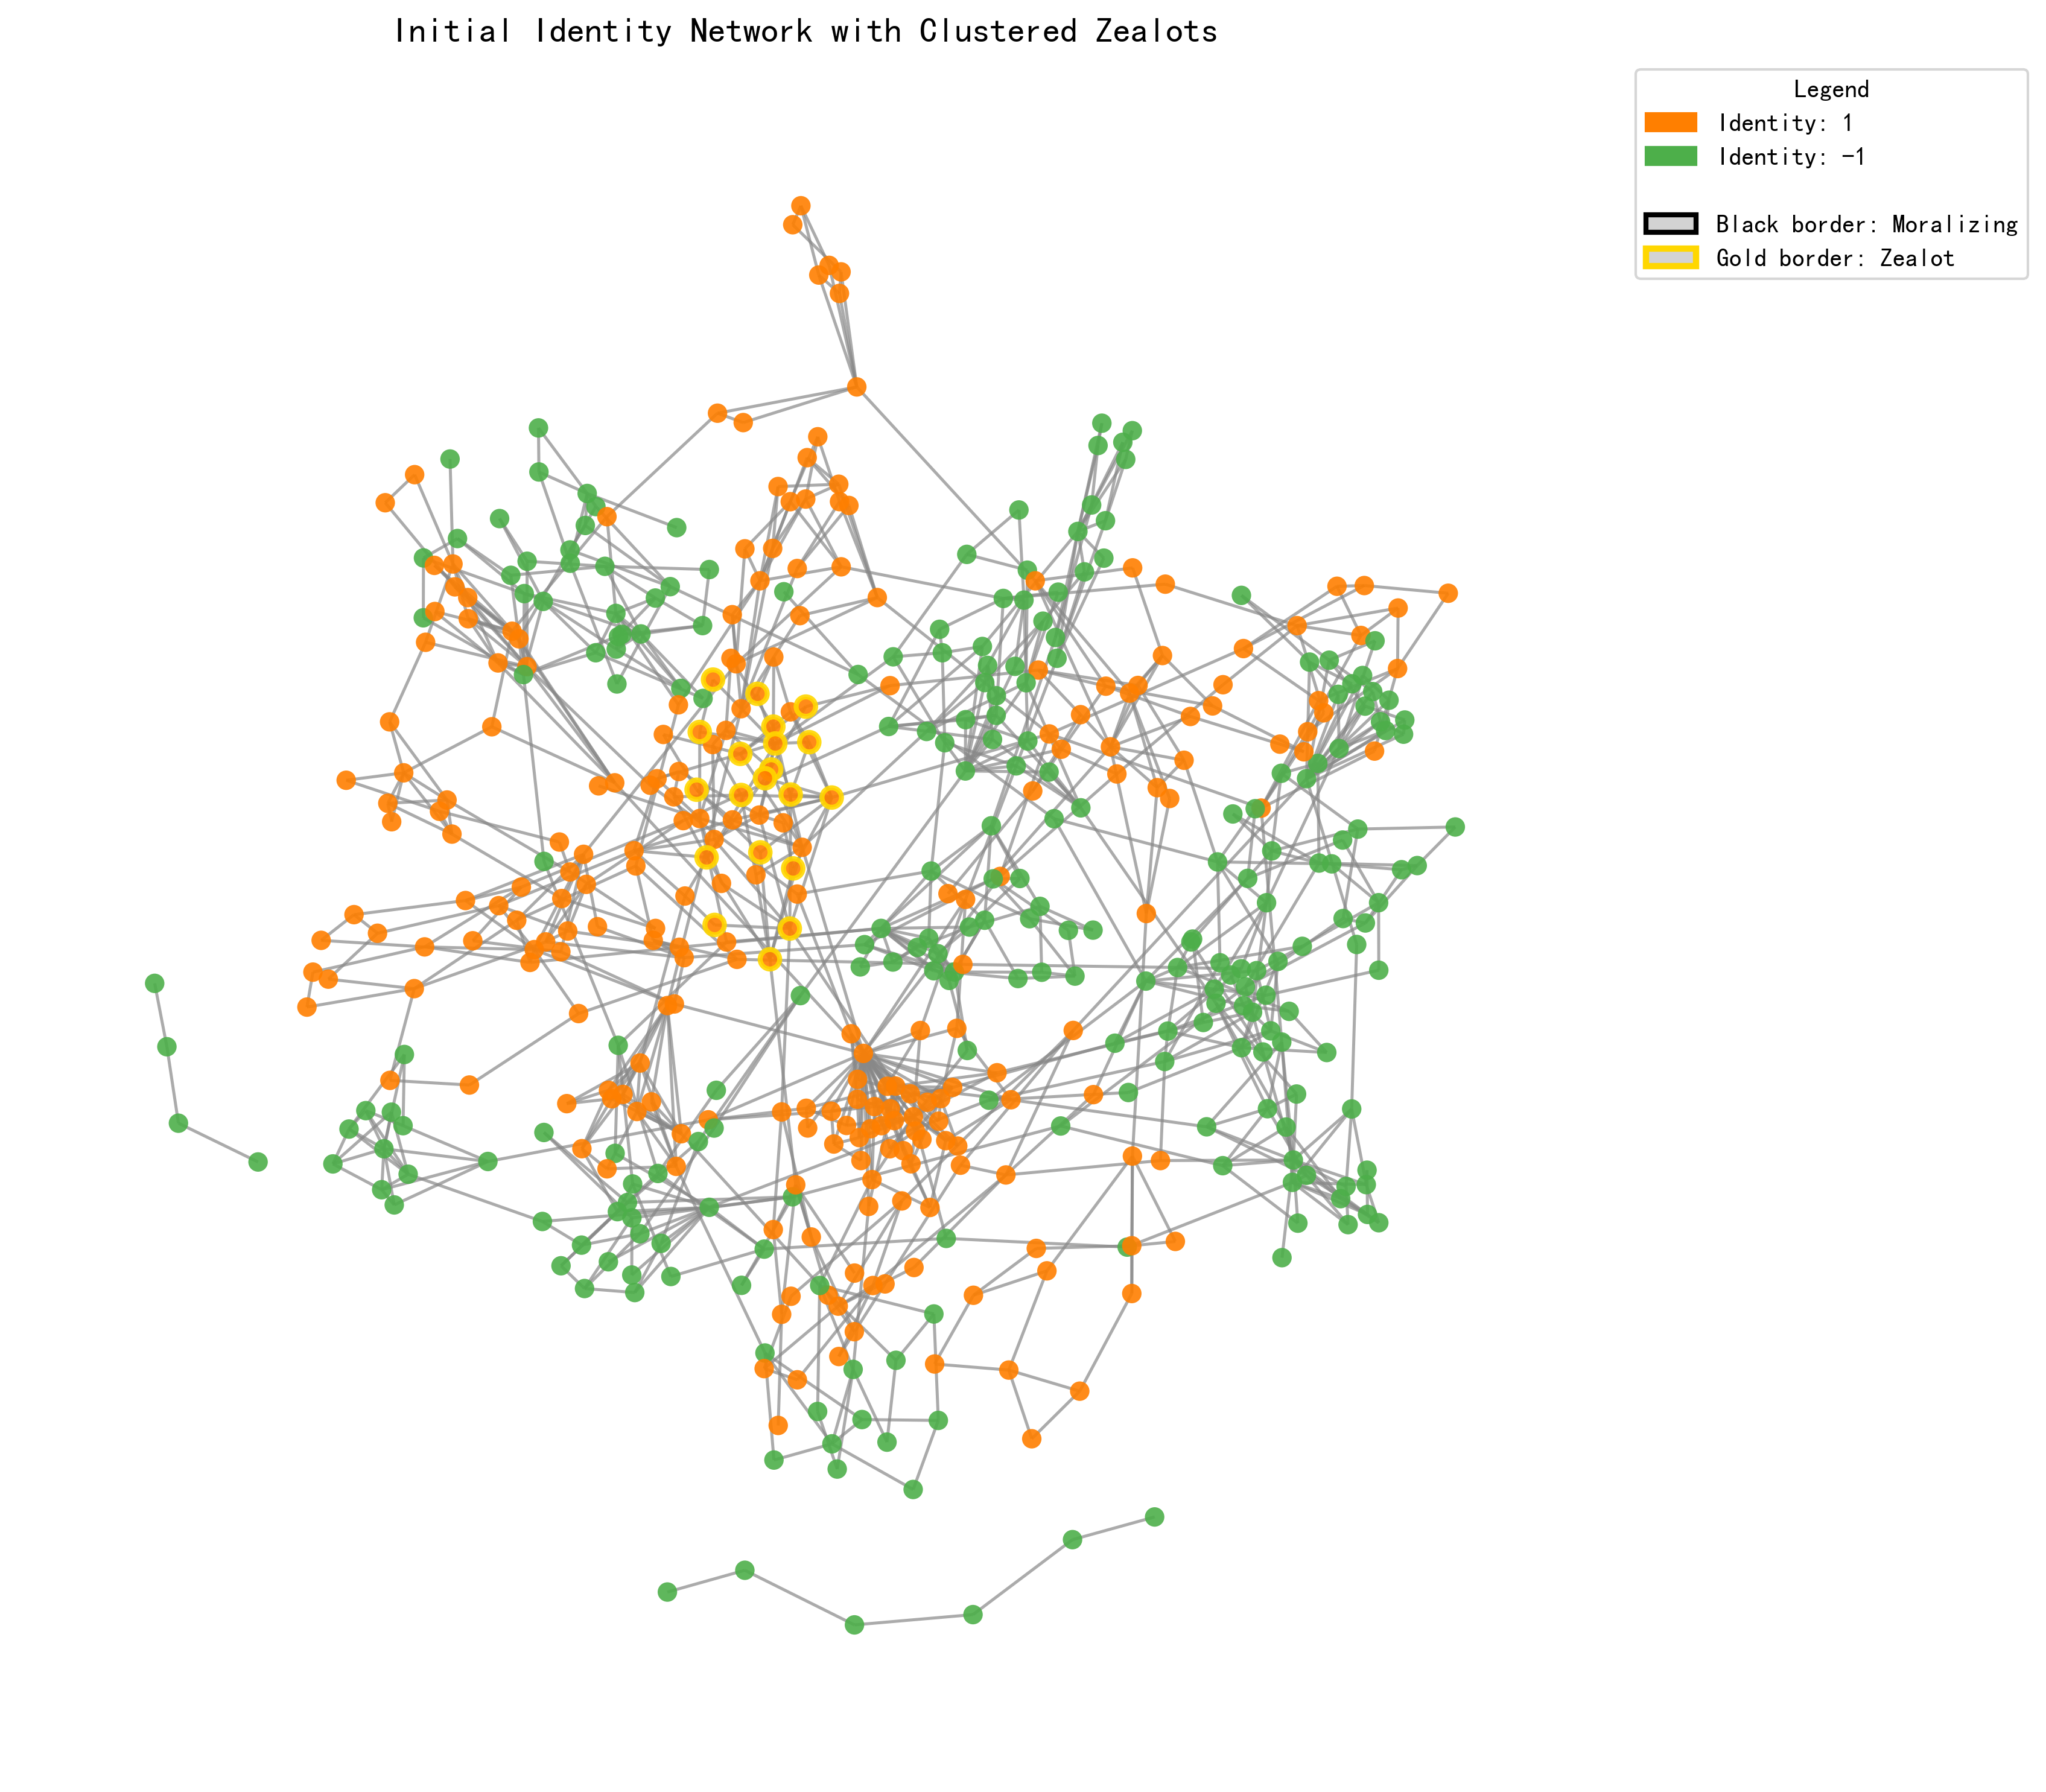 Initial Identity Network with Clustered Zealots
Legend
Identity: 1
Identity: -1
Black border: Moralizing
Gold border: Zealot